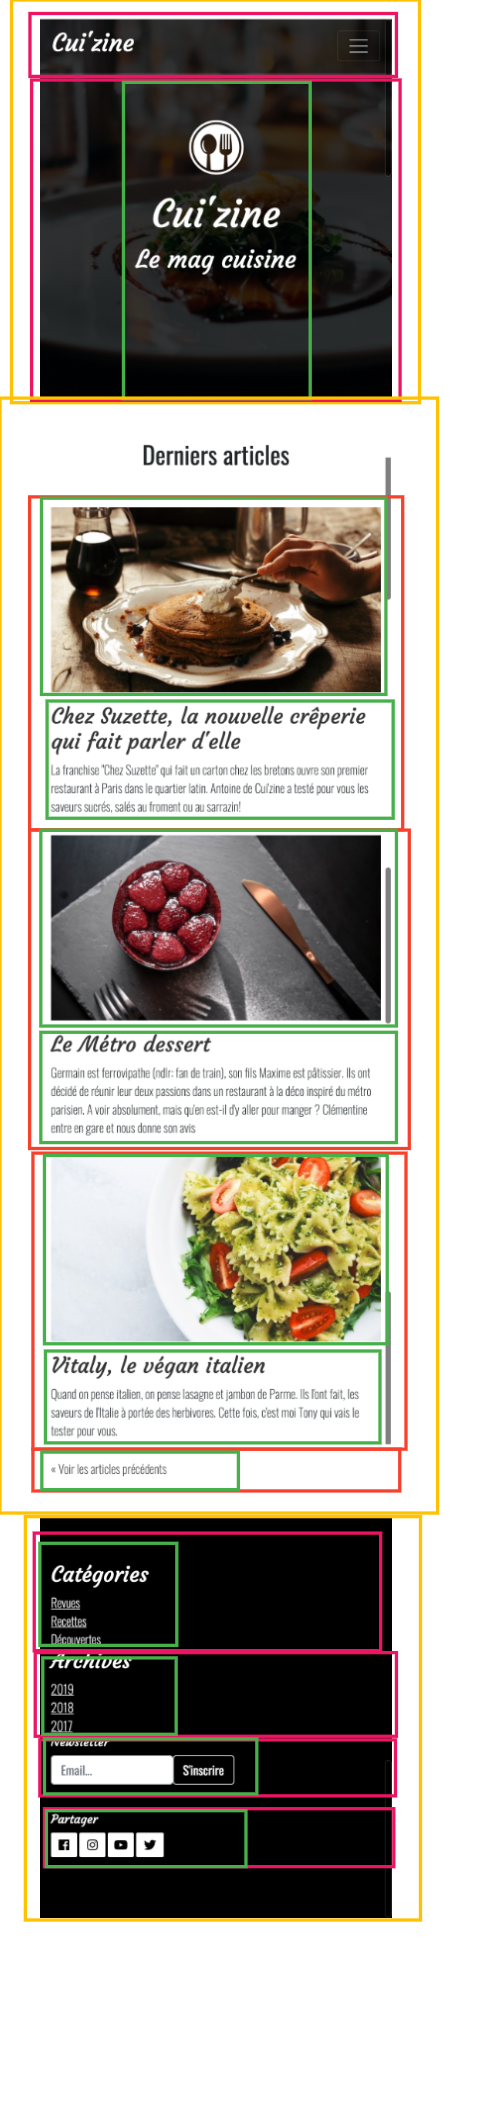 Cui'zine
Cui'zine
Le mag cuisine
Derniers articles
Chez Suzette, la nouvelle crêperie
qui fait parler d'elle
La franchise "Chez Suzette" qui fait un carton chez les bretons ouvre son premier
restaurant à Paris dans le quartier latin. Antoine de Cui'zine a testé pour vous les
saveurs sucrés, salés au froment ou au sarrazin!
Le Métro dessert
Germain est ferrovipathe (ndlr: fan de train), son fils Maxime est pâtissier. Ils ont
décidé de réunir leur deux passions dans un restaurant à la déco inspiré du métro
parisien. A voir absolument, mais qu'en est-il d'y aller pour manger ? Clémentine
entre en gare et nous donne son avis
Vitaly, le végan italien
Quand on pense italien, on pense lasagne et jambon de Parme. Ils l'ont fait, les
saveurs de l'Italie à portée des herbivores. Cette fois, c'est moi Tony qui vais le
tester pour vous.
« Voir les articles précédents
Catégories
Revues
Recettes
Découvertes
Archives
2019
2018
2017
Newsletter
Email... S'inscrire
Partager